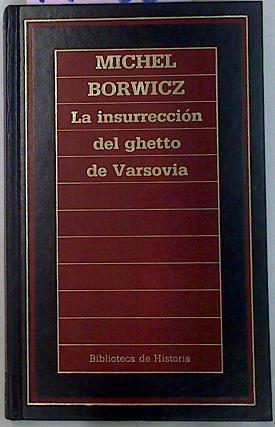 MICHEL
BORWICZ
La insurrección
del ghetto
de Varsovia
Biblioteca de Historia